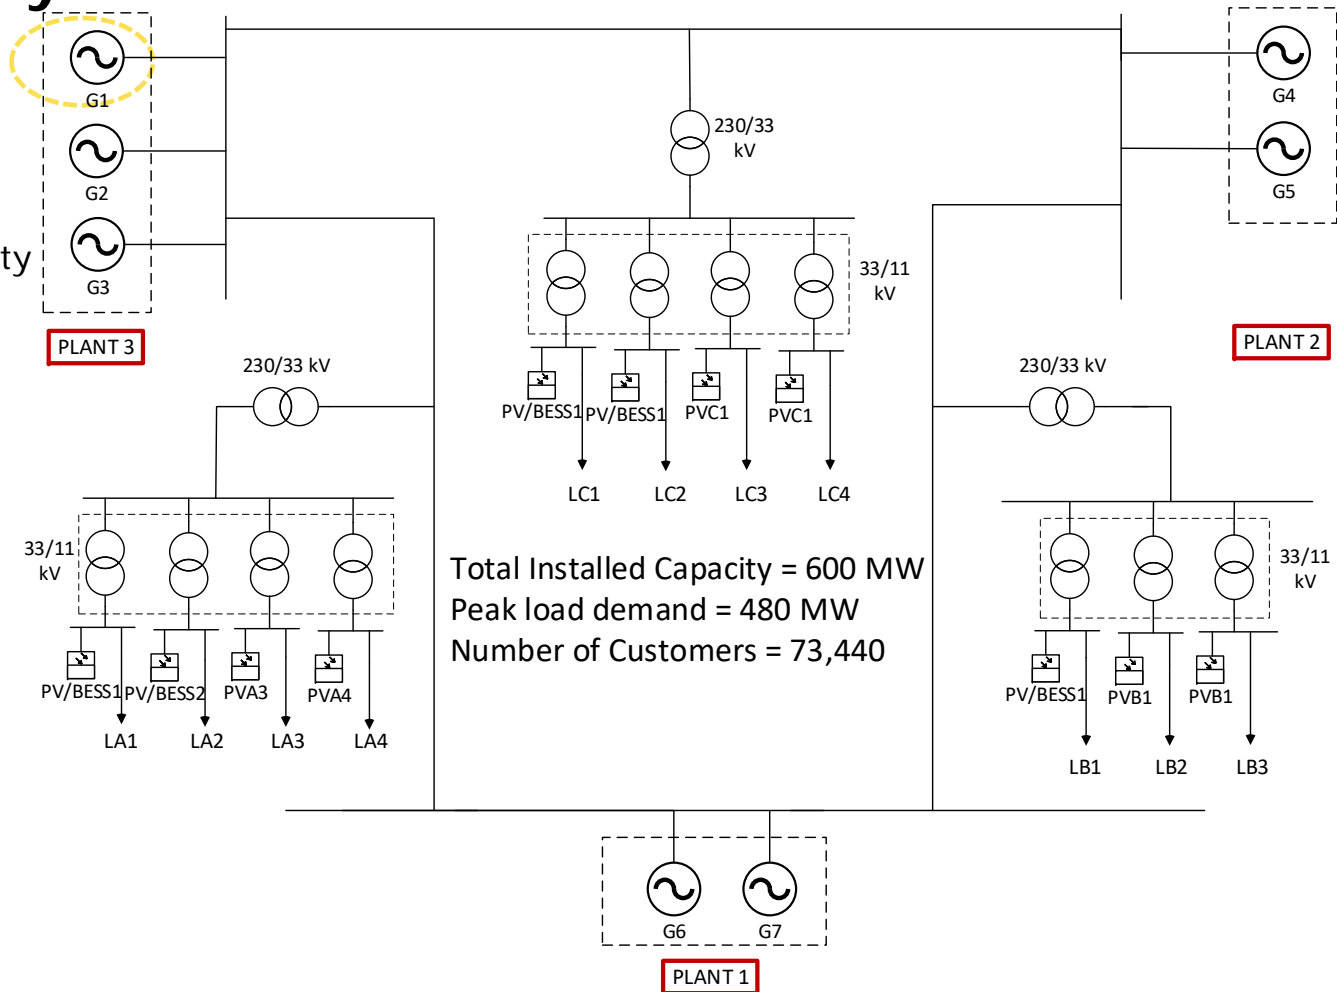 y
G1
G2
ty
G3
PLANT 3
230/33
kV
G4
G5
PLANT 2
33/11
kV
PV/BESS1
PV/BESS1
PVC1
PVC1
LC1
LC2
LC3
LC4
230/33 kV
33/11
kV
PV/BESS1
PV/BESS2
PVA3
PVA4
LA1
LA2
LA3
LA4
Total Installed Capacity = 600 MW
Peak load demand = 480 MW
Number of Customers = 73,440
230/33 kV
33/11
kV
PV/BESS1
PVB1
PVB1
LB1
LB2
LB3
G6
G7
PLANT 1